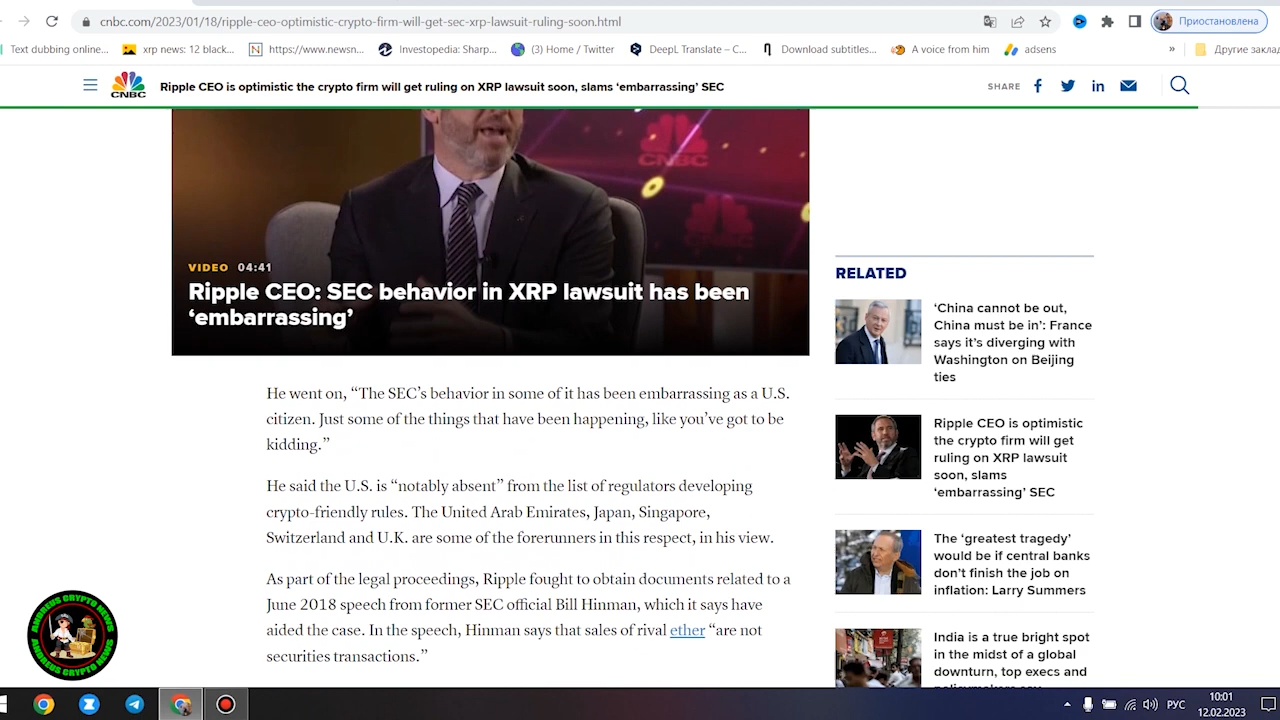 cnbc.com/2023/01/18/ripple-ceo-optimistic-crypto-firm-will-get-sec-xrp-lawsuit-ruling-soon.html
Приостановлена
Text dubbing online...
xrp news: 12 black...
https://www.newsn...
Investopedia: Sharp...
(3) Home / Twitter
DeepL Translate – C...
Download subtitles...
A voice from him
adsens
»
Другие закла
CNBC
Ripple CEO is optimistic the crypto firm will get ruling on XRP lawsuit soon, slams ‘embarrassing’ SEC
SHARE
CNBC
VIDEO 04:41
Ripple CEO: SEC behavior in XRP lawsuit has been
‘embarrassing’
He went on, “The SEC’s behavior in some of it has been embarrassing as a U.S.
citizen. Just some of the things that have been happening, like you’ve got to be
kidding.”
He said the U.S. is “notably absent” from the list of regulators developing
crypto-friendly rules. The United Arab Emirates, Japan, Singapore,
Switzerland and U.K. are some of the forerunners in this respect, in his view.
As part of the legal proceedings, Ripple fought to obtain documents related to a
June 2018 speech from former SEC official Bill Hinman, which it says have
aided the case. In the speech, Hinman says that sales of rival ether “are not
securities transactions.”
RELATED
‘China cannot be out,
China must be in’: France
says it’s diverging with
Washington on Beijing
ties
Ripple CEO is optimistic
the crypto firm will get
ruling on XRP lawsuit
soon, slams
‘embarrassing’ SEC
The ‘greatest tragedy’
would be if central banks
don’t finish the job on
inflation: Larry Summers
India is a true bright spot
in the midst of a global
downturn, top execs and
ANDREUS CRYPTO NEWS
ANDREUS CRYPTO NEWS
РУС
10:01
12.02.2023